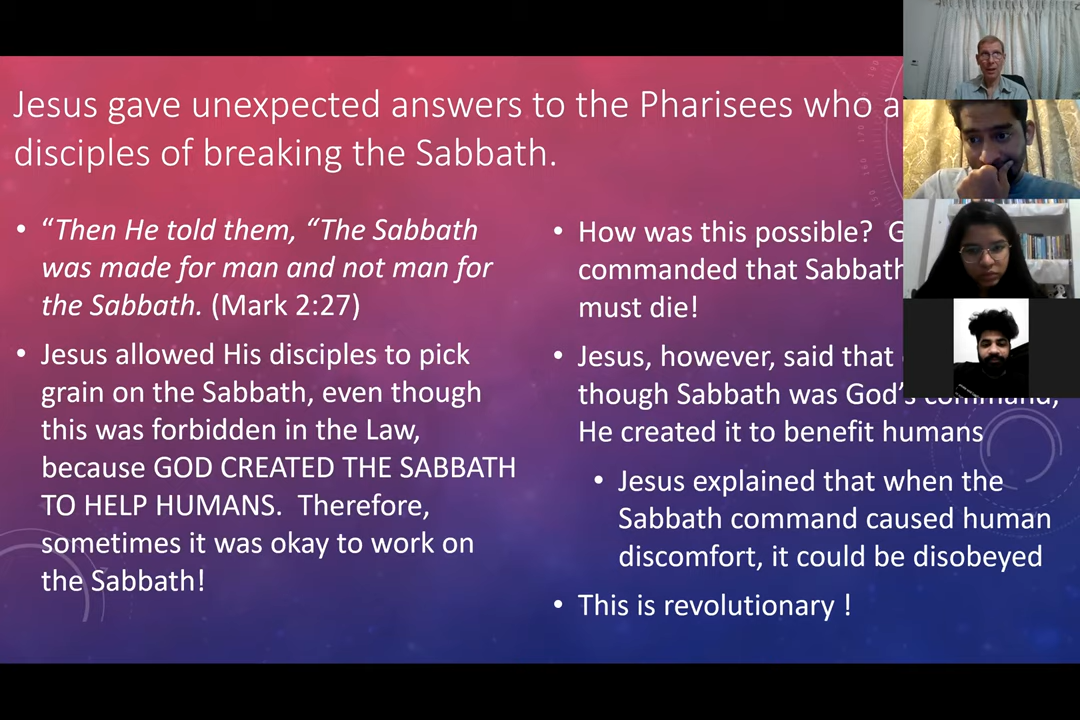 Jesus gave unexpected answers to the Pharisees who
disciples of breaking the Sabbath.
• “Then He told them, “The Sabbath
was made for man and not man for
the Sabbath. (Mark 2:27)
• Jesus allowed His disciples to pick
grain on the Sabbath, even though
this was forbidden in the Law,
because GOD CREATED THE SABBATH
TO HELP HUMANS. Therefore,
sometimes it was okay to work on
the Sabbath!
• How was this possible?
commanded that Sabbath
must die!
• Jesus, however, said that
though Sabbath was God’s command,
He created it to benefit humans
• Jesus explained that when the
Sabbath command caused human
discomfort, it could be disobeyed
• This is revolutionary !